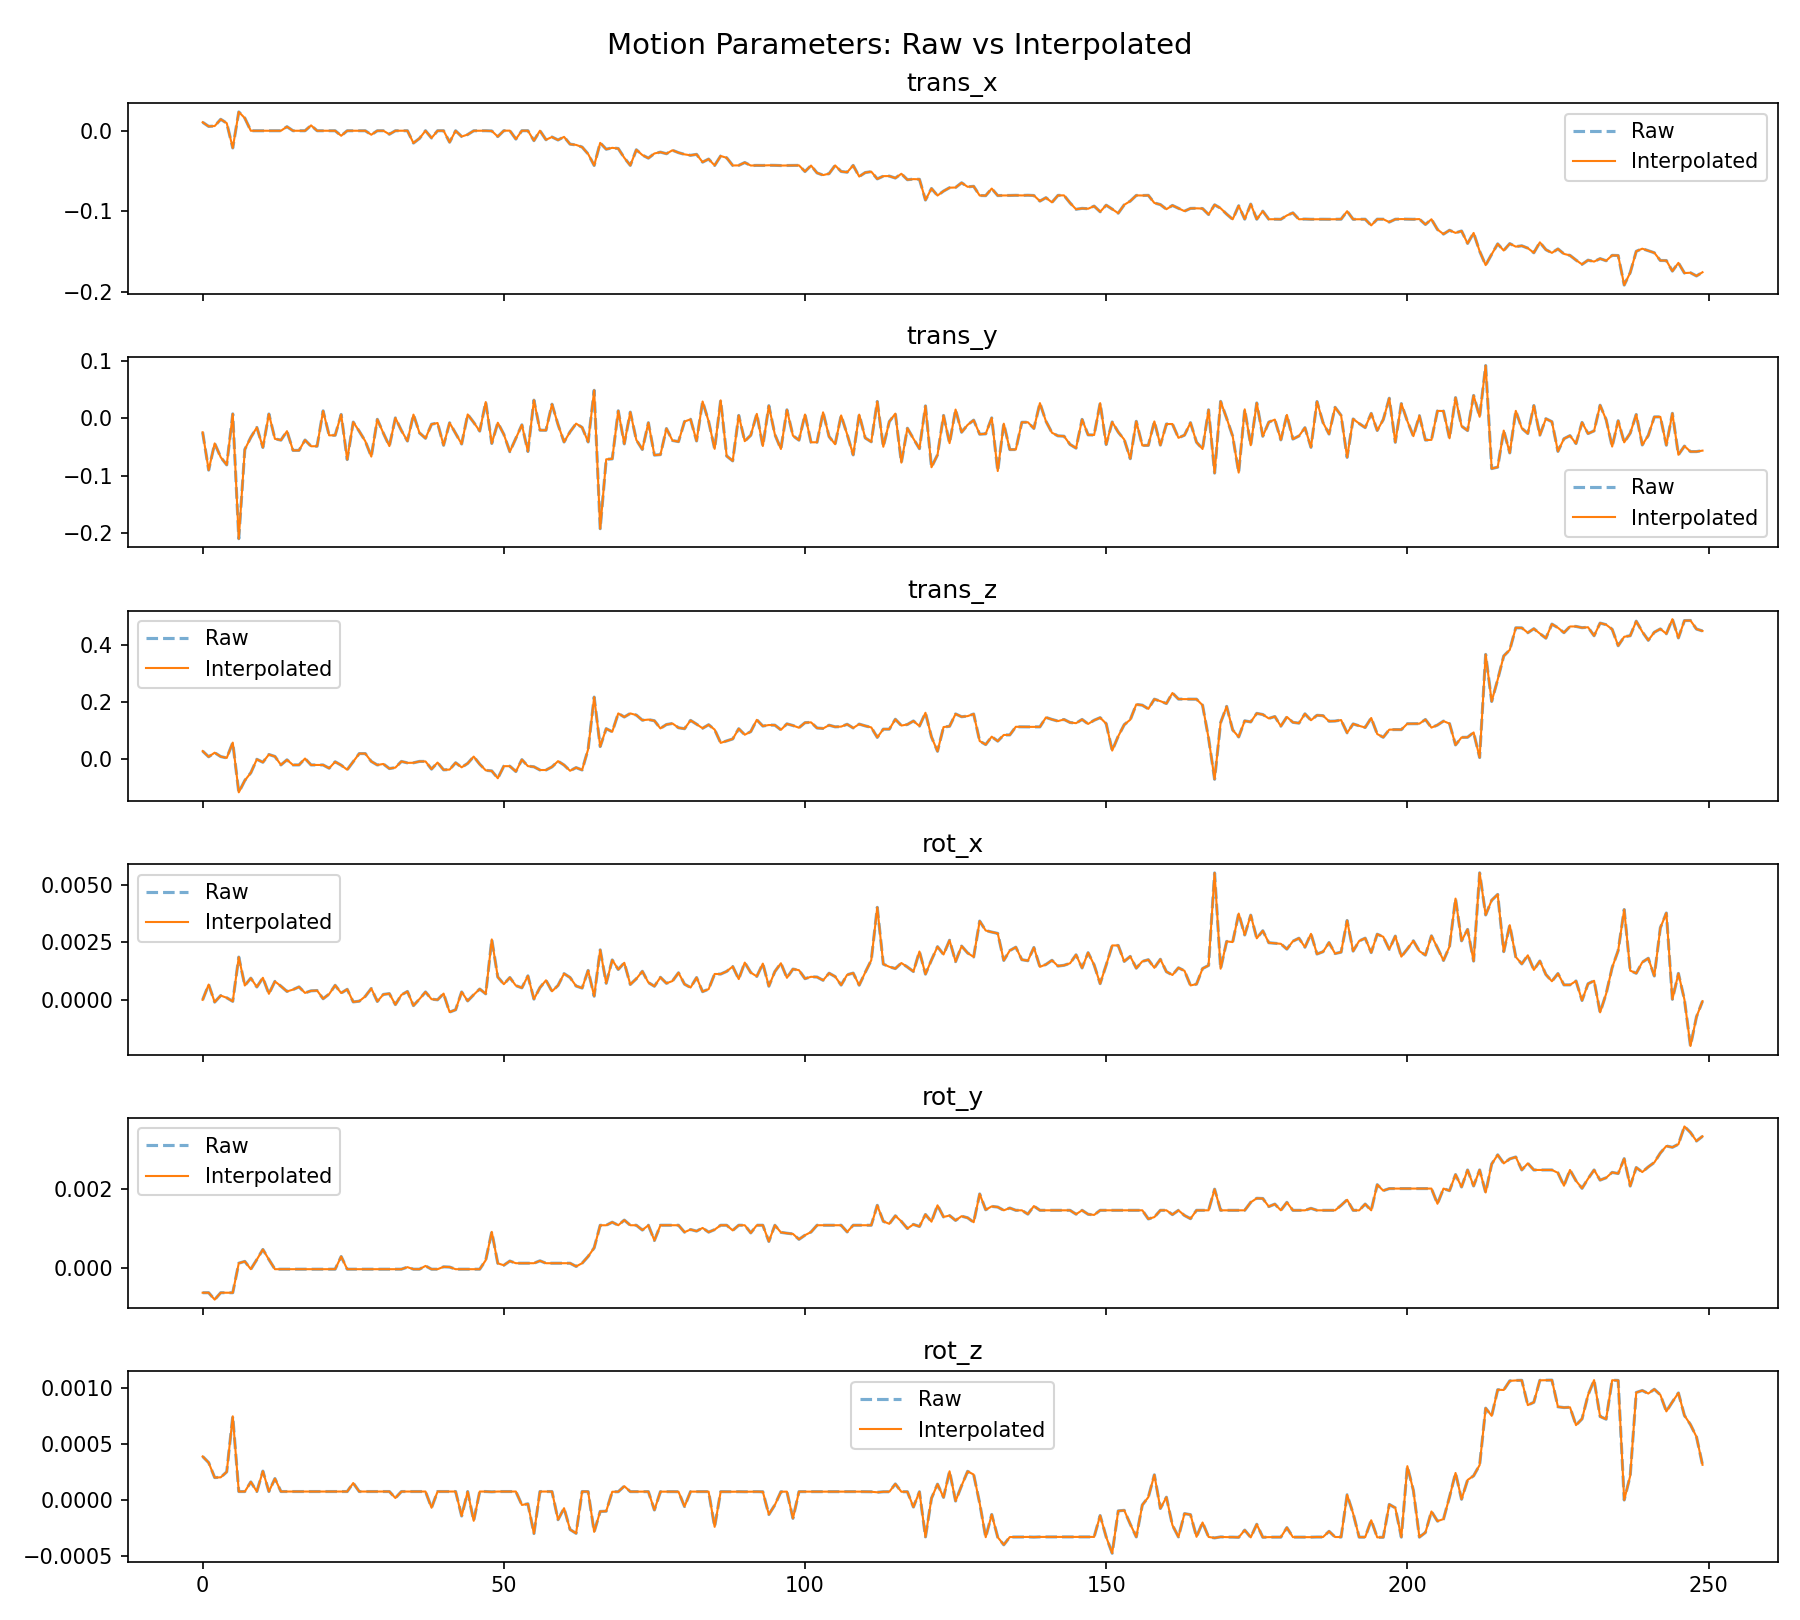 Motion Parameters: Raw vs Interpolated
trans_x
0.0
−0.1
−0.2
Raw
Interpolated
trans_y
0.1
0.0
−0.1
−0.2
Raw
Interpolated
trans_z
0.4
0.2
0.0
Raw
Interpolated
rot_x
0.0050
0.0025
0.0000
Raw
Interpolated
rot_y
0.002
0.000
Raw
Interpolated
rot_z
0.0010
0.0005
0.0000
−0.0005
Raw
Interpolated
0 50 100 150 200 250